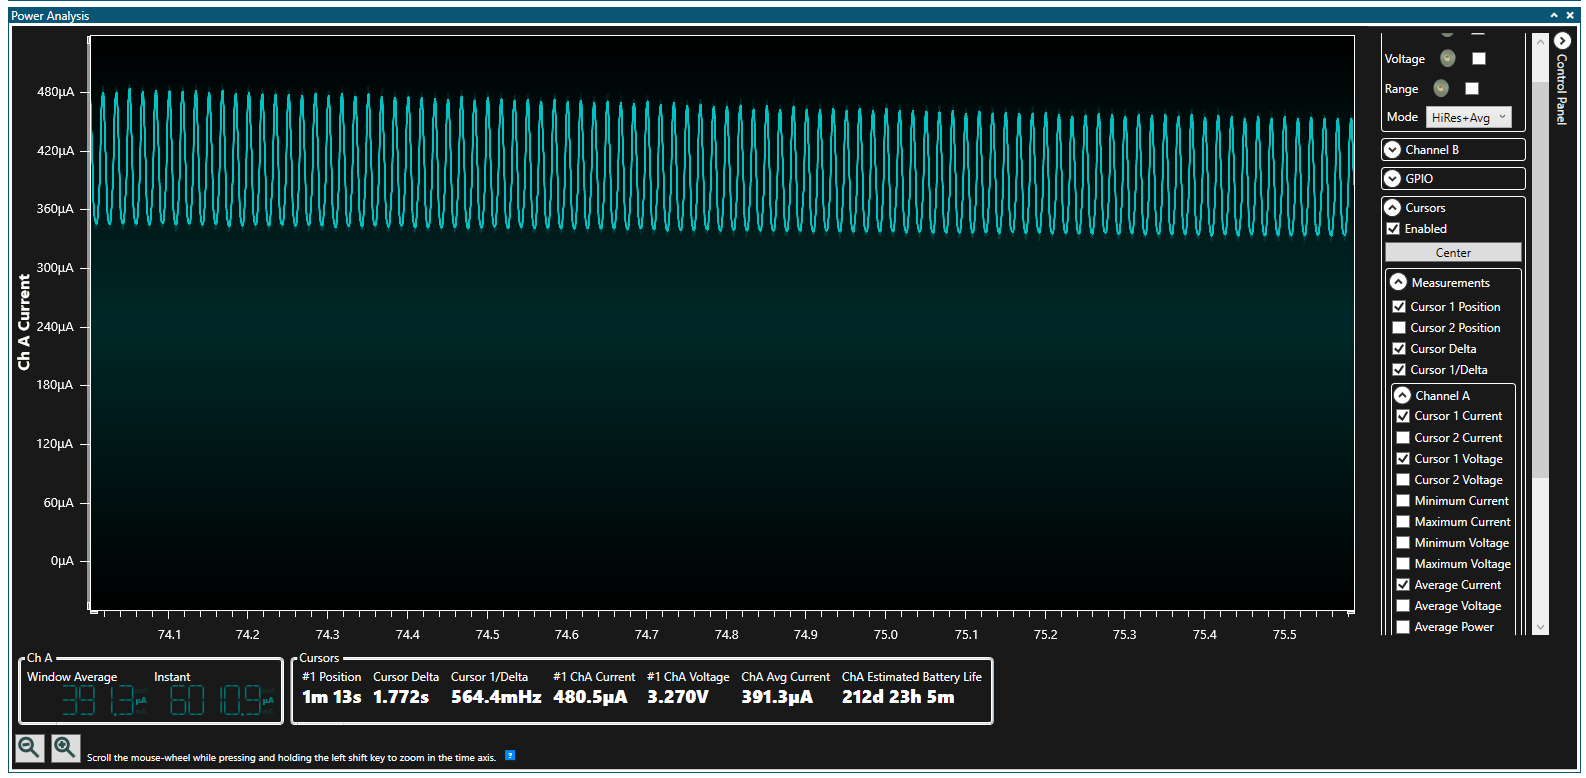 Power Analysis
Ch A Current
480µA
420µA
360µA
300µA
240µA
180µA
120µA
60µA
0µA
74.1 74.2 74.3 74.4 74.5 74.6 74.7 74.8 74.9 75.0 75.1 75.2 75.3 75.4 75.5
Control Panel
Voltage
Range
Mode HiRes+Avg
Channel B
GPIO
Cursors
Enabled
Center
Measurements
Cursor 1 Position
Cursor 2 Position
Cursor Delta
Cursor 1/Delta
Channel A
Cursor 1 Current
Cursor 2 Current
Cursor 1 Voltage
Cursor 2 Voltage
Minimum Current
Maximum Current
Minimum Voltage
Maximum Voltage
Average Current
Average Voltage
Average Power
Ch A
Window Average Instant
391.3 µA 6010.9 µA
Cursors
#1 Position Cursor Delta Cursor 1/Delta #1 ChA Current #1 ChA Voltage ChA Avg Current ChA Estimated Battery Life
1m 13s 1.772s 564.4mHz 480.5µA 3.270V 391.3µA 212d 23h 5m
Scroll the mouse-wheel while pressing and holding the left shift key to zoom in the time axis. ?